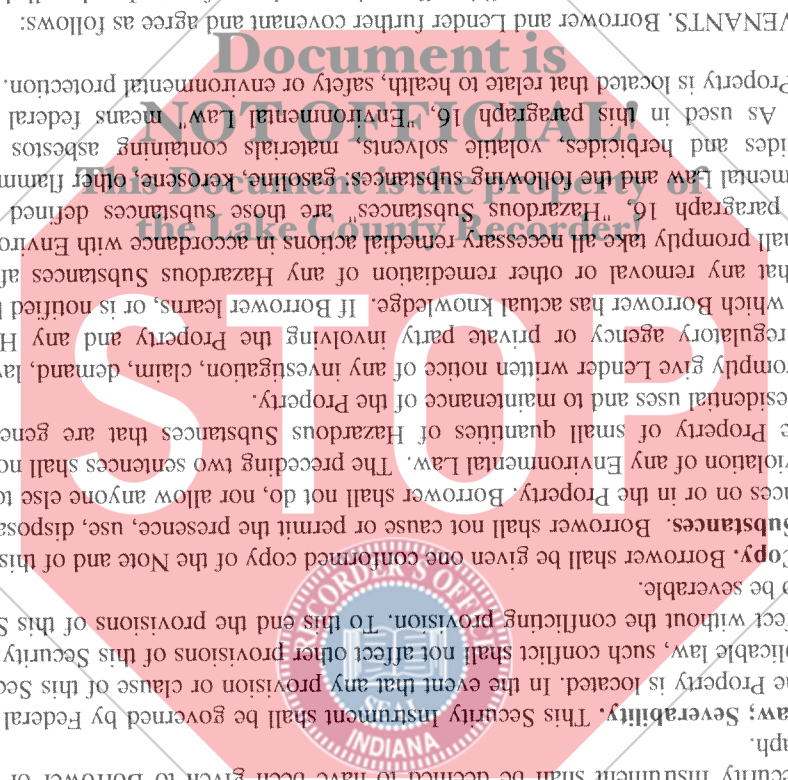 Document is
NOT OFFICIAL!
This Document is the property of
the Lake County Recorder!
STOP
RECORDER'S OFFICE
SEAL
INDIANA
ecurity Instrument shall be deemed to have been given to Borrower or
aph.
aw; Severability. This Security Instrument shall be governed by Federal
he Property is located. In the event that any provision or clause of this Sec
plicable law, such conflict shall not affect other provisions of this Security
fect without the conflicting provision. To this end the provisions of this S
o be severable.
Copy. Borrower shall be given one conformed copy of the Note and of this
Substances. Borrower shall not cause or permit the presence, use, disposa
nces on or in the Property. Borrower shall not do, nor allow anyone else to
violation of any Environmental Law. The preceding two sentences shall no
e Property of small quantities of Hazardous Substances that are gene
esidential uses and to maintenance of the Property.
romptly give Lender written notice of any investigation, claim, demand, la
regulatory agency or private party involving the Property and any H
which Borrower has actual knowledge. If Borrower learns, or is notified
hat any removal or other remediation of any Hazardous Substances af
hall promptly take all necessary remedial actions in accordance with Enviro
paragraph 16, "Hazardous Substances" are those substances defined
mental Law and the following substances: gasoline, kerosene, other flamm
ides and herbicides, volatile solvents, materials containing asbestos
As used in this paragraph 16, "Environmental Law" means federal
Property is located that relate to health, safety or environmental protection.
VENANTS. Borrower and Lender further covenant and agree as follows: